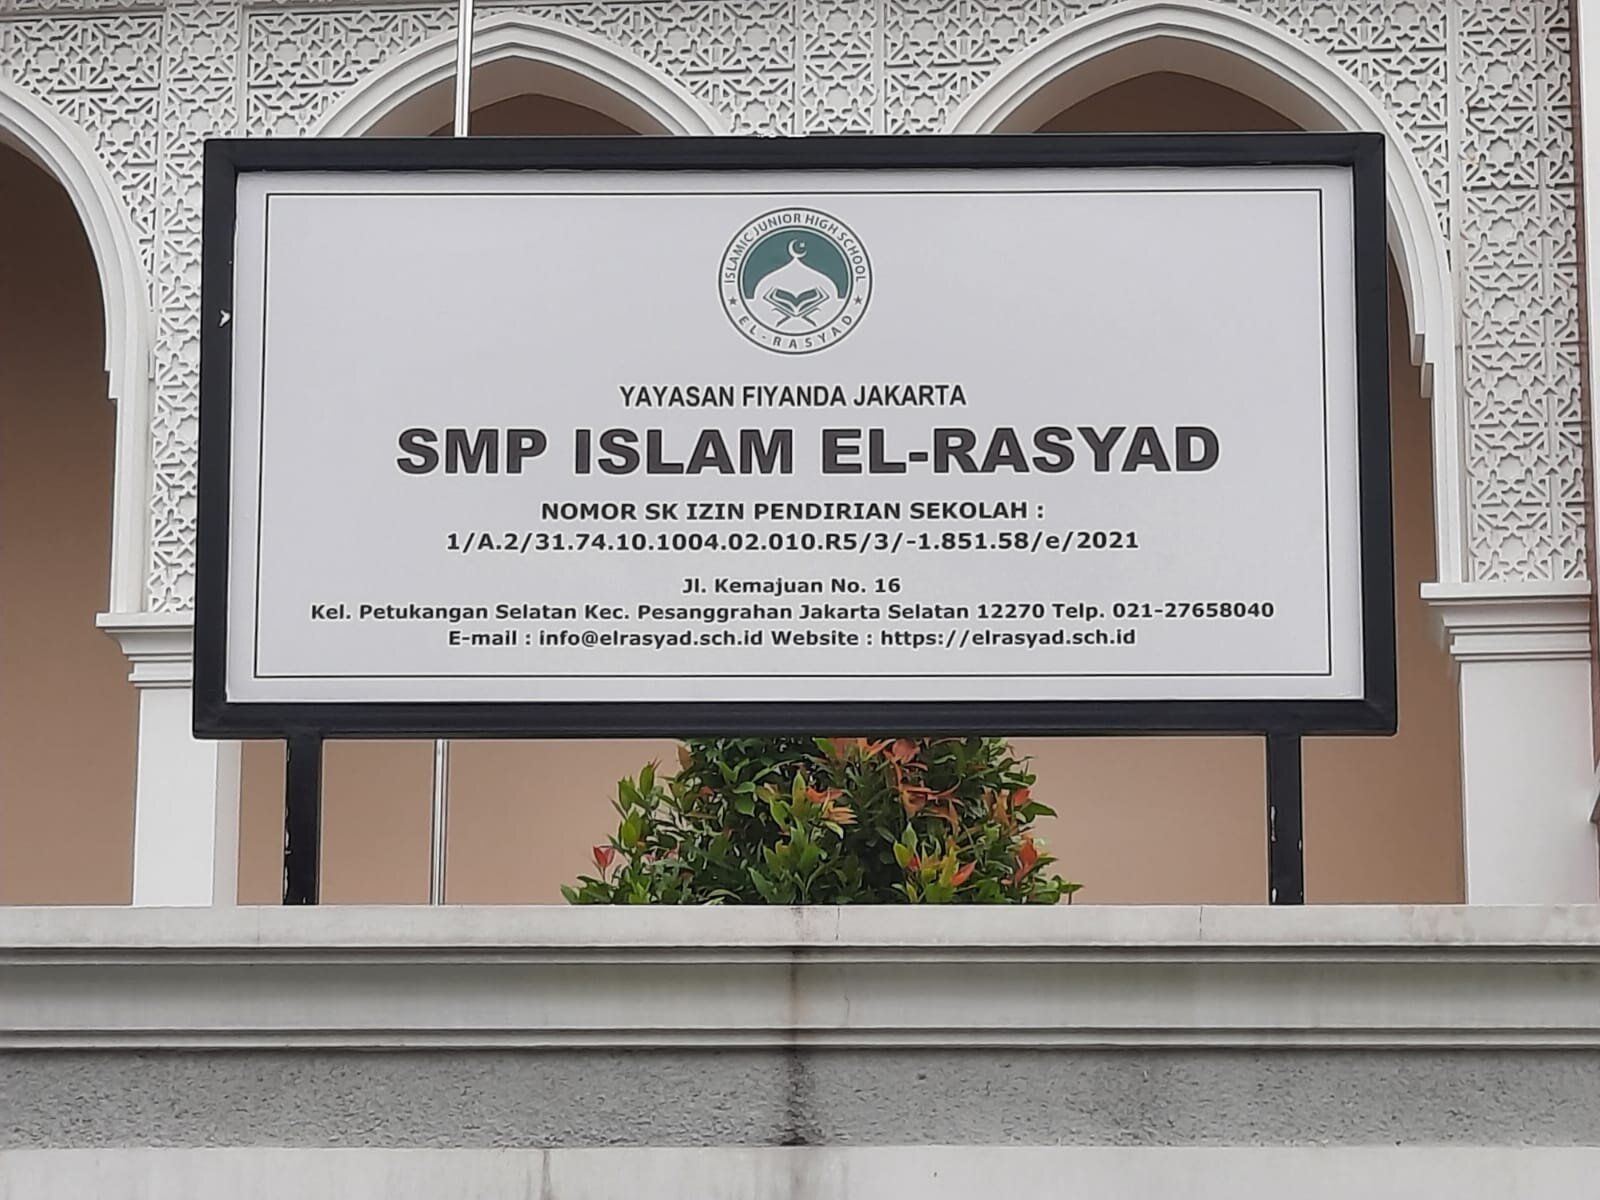 ISLAMIC JUNIOR HIGH SCHOOL
★ EL-RASYAD ★
YAYASAN FIYANDA JAKARTA
SMP ISLAM EL-RASYAD
NOMOR SK IZIN PENDIRIAN SEKOLAH :
1/A.2/31.74.10.1004.02.010.R5/3/-1.851.58/e/2021
Jl. Kemajuan No. 16
Kel. Petukangan Selatan Kec. Pesanggrahan Jakarta Selatan 12270 Telp. 021-27658040
E-mail : info@elrasyad.sch.id Website : https://elrasyad.sch.id